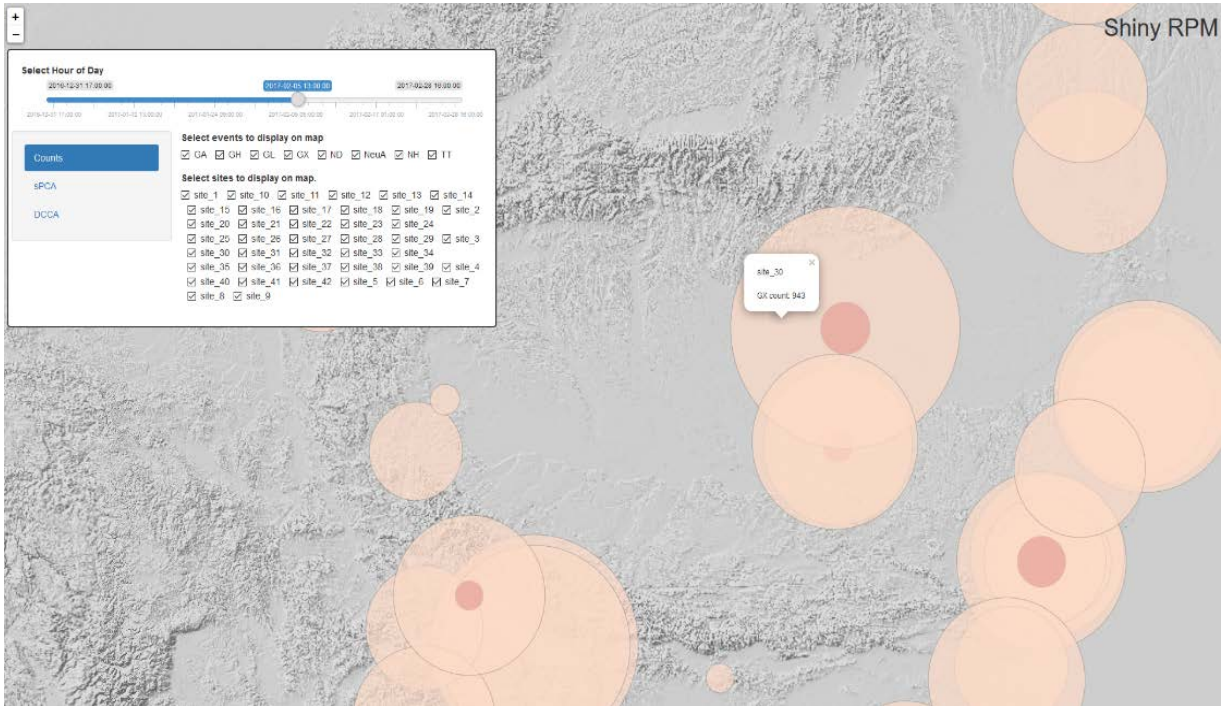 +
−
Shiny RPM
Select Hour of Day
2016-12-31 17:00:00
2017-02-05 13:00:00
2017-02-28 16:00:00
Counts
sPCA
DCCA
Select events to display on map
GA GH GL GX ND NeuA NH TT
Select sites to display on map.
site_1 site_10 site_11 site_12 site_13 site_14
site_15 site_16 site_17 site_18 site_19 site_2
site_20 site_21 site_22 site_23 site_24
site_25 site_26 site_27 site_28 site_29 site_3
site_30 site_31 site_32 site_33 site_34
site_35 site_36 site_37 site_38 site_39 site_4
site_40 site_41 site_42 site_5 site_6 site_7
site_8 site_9
×
site_30
GX count: 943